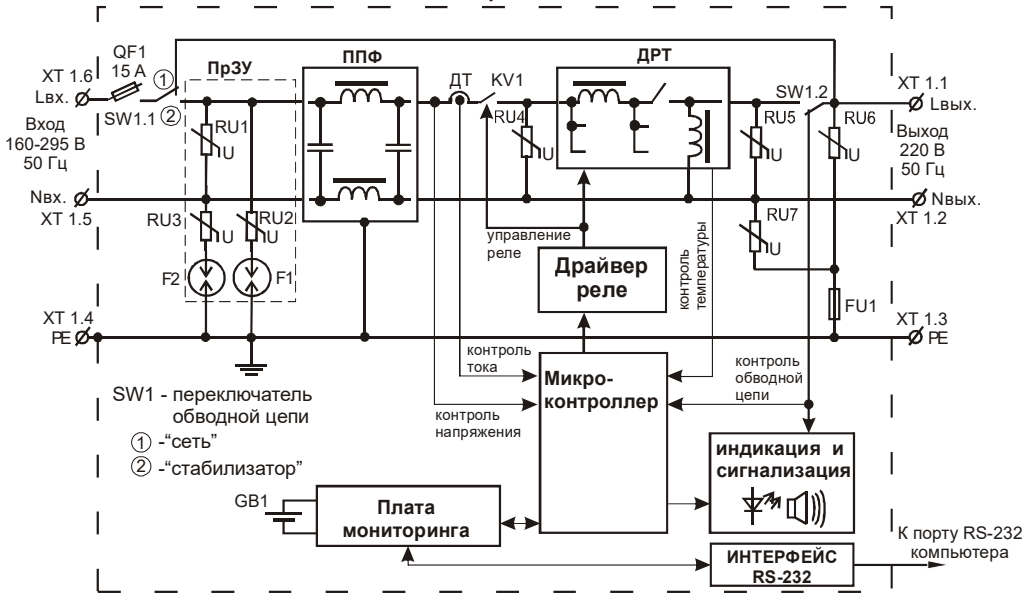 QF1
15 А
XT 1.6
Lвх.
SW1.1
1
2
Вход
160-295 В
50 Гц
Nвх.
XT 1.5
ПрЗУ
RU1
U
RU3
U
RU2
U
F2
F1
ППФ
ДТ
KV1
RU4
U
ДРТ
SW1.2
RU5
U
RU6
U
RU7
U
XT 1.1
Lвых.
Выход
220 В
50 Гц
Nвых.
XT 1.2
управление
реле
контроль
температуры
Драйвер
реле
FU1
XT 1.4
PE
XT 1.3
PE
контроль
тока
контроль
напряжения
Микро-
контроллер
контроль
обводной
цепи
SW1 - переключатель
обводной цепи
1 -“сеть”
2 -“стабилизатор”
индикация и
сигнализация
GB1
Плата
мониторинга
ИНТЕРФЕЙС
RS-232
К порту RS-232
компьютера